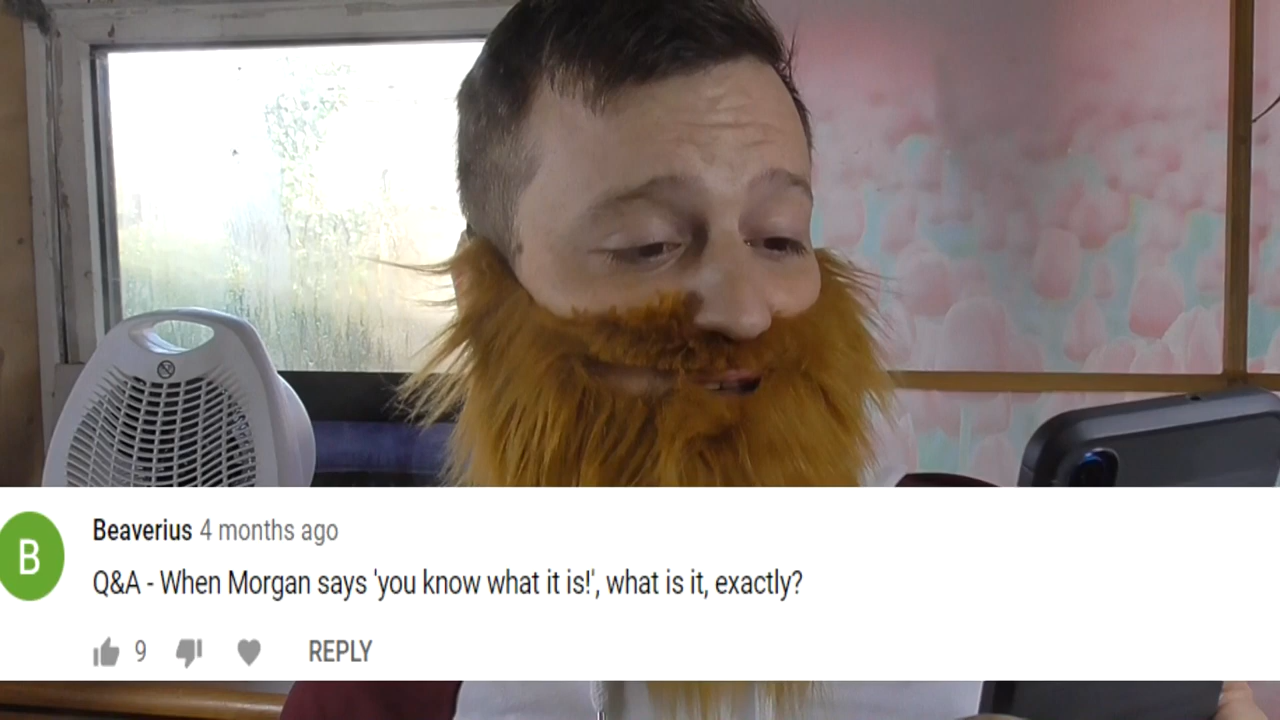 B
Beaverius 4 months ago
Q&A - When Morgan says 'you know what it is!', what is it, exactly?
9 REPLY